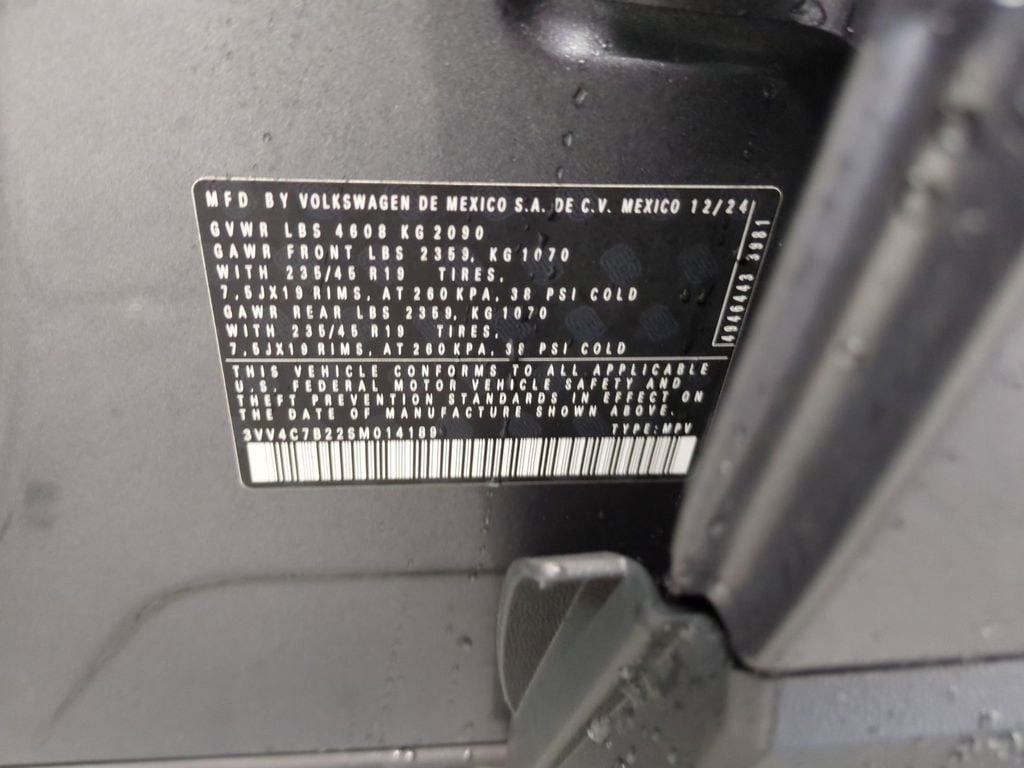 MFD BY VOLKSWAGEN DE MEXICO S.A. DE C.V. MEXICO 12/24
GVWR LBS 4608 KG 2090
GAWR FRONT LBS 2359, KG 1070
WITH 235/45 R19 TIRES,
7,5JX19 RIMS, AT 260 KPA, 38 PSI COLD
GAWR REAR LBS 2359, KG 1070
WITH 235/45 R19 TIRES,
7,5JX19 RIMS, AT 260 KPA, 38 PSI COLD
THIS VEHICLE CONFORMS TO ALL APPLICABLE
U.S. FEDERAL MOTOR VEHICLE SAFETY AND
THEFT PREVENTION STANDARDS IN EFFECT ON
THE DATE OF MANUFACTURE SHOWN ABOVE.
3VV4C7B22SM014189 TYPE: MPV
4946443 3981